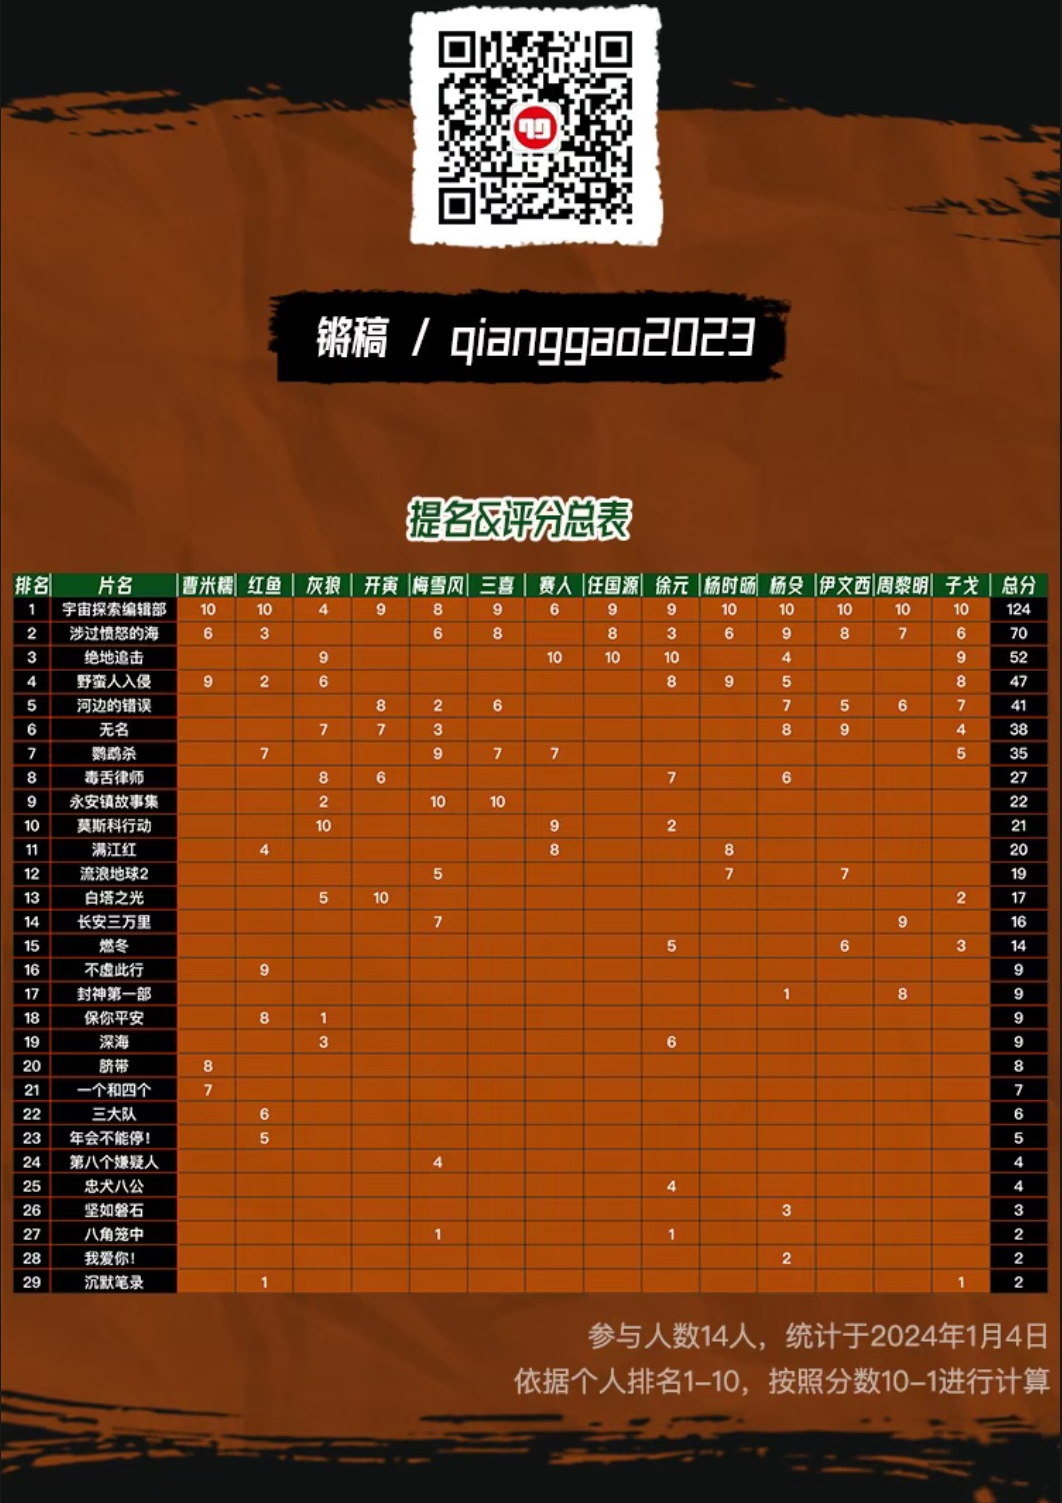 锵稿 / qianggao2023
提名&评分总表
排名 片名 曹米糯 红鱼 灰狼 开寅 梅雪风 三喜 赛人 任国源 徐元 杨时旸 杨殳 伊文西 周黎明 子戈 总分
1 宇宙探索编辑部 10 10 4 9 8 9 6 9 9 10 10 10 10 10 124
2 涉过愤怒的海 6 3 6 8 8 3 6 9 8 7 6 70
3 绝地追击 9 10 10 10 4 9 52
4 野蛮人入侵 9 2 6 8 9 5 8 47
5 河边的错误 8 2 6 7 5 6 7 41
6 无名 7 7 3 8 9 4 38
7 鹦鹉杀 7 9 7 7 5 35
8 毒舌律师 8 6 7 6 27
9 永安镇故事集 2 10 10 22
10 莫斯科行动 10 9 2 21
11 满江红 4 8 8 20
12 流浪地球2 5 7 7 19
13 白塔之光 5 10 2 17
14 长安三万里 7 9 16
15 燃冬 5 6 3 14
16 不虚此行 9 9
17 封神第一部 1 8 9
18 保你平安 8 1 9
19 深海 3 6 9
20 脐带 8 8
21 一个和四个 7 7
22 三大队 6 6
23 年会不能停! 5 5
24 第八个嫌疑人 4 4
25 忠犬八公 4 4
26 坚如磐石 3 3
27 八角笼中 1 1 2
28 我爱你! 2 2
29 沉默笔录 1 1 2
参与人数14人，统计于2024年1月4日
依据个人排名1-10，按照分数10-1进行计算